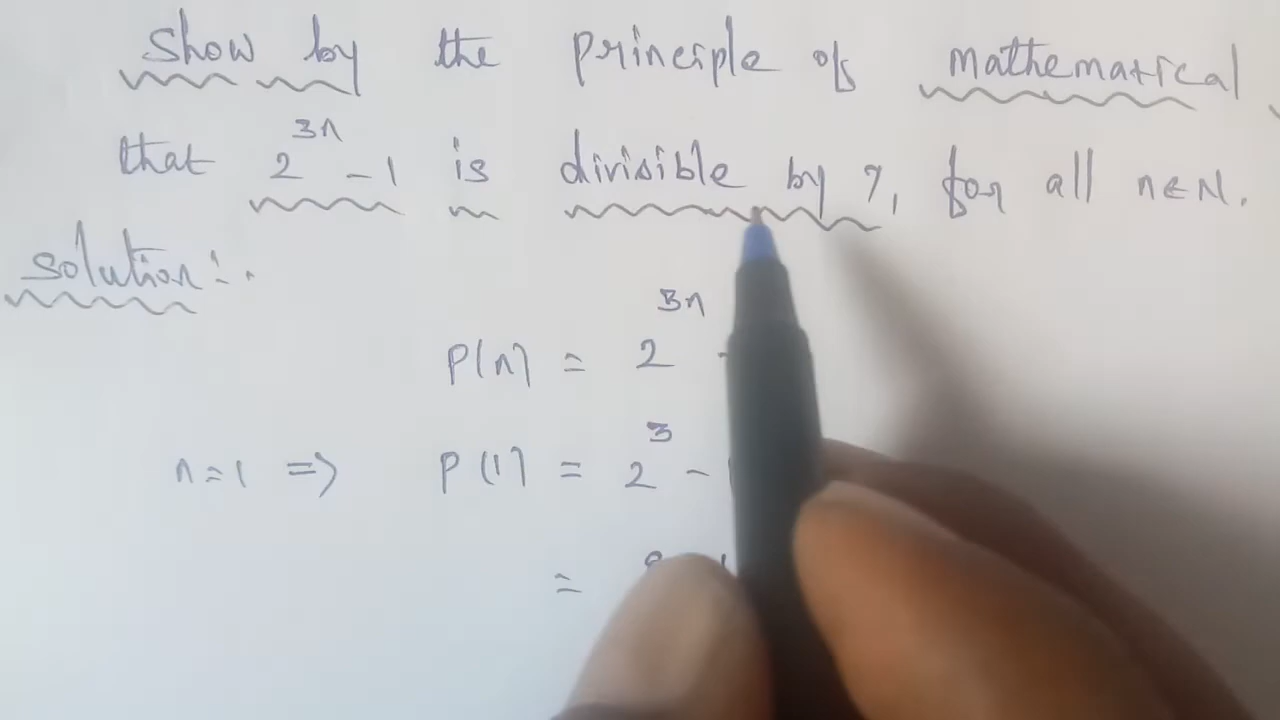 Show by the principle of mathematical
that 2^{3n} - 1 is divisible by 7, for all n∈N.
Solution:-
P(n) = 2^{3n} -
n=1 => P(1) = 2^3 - 1
=